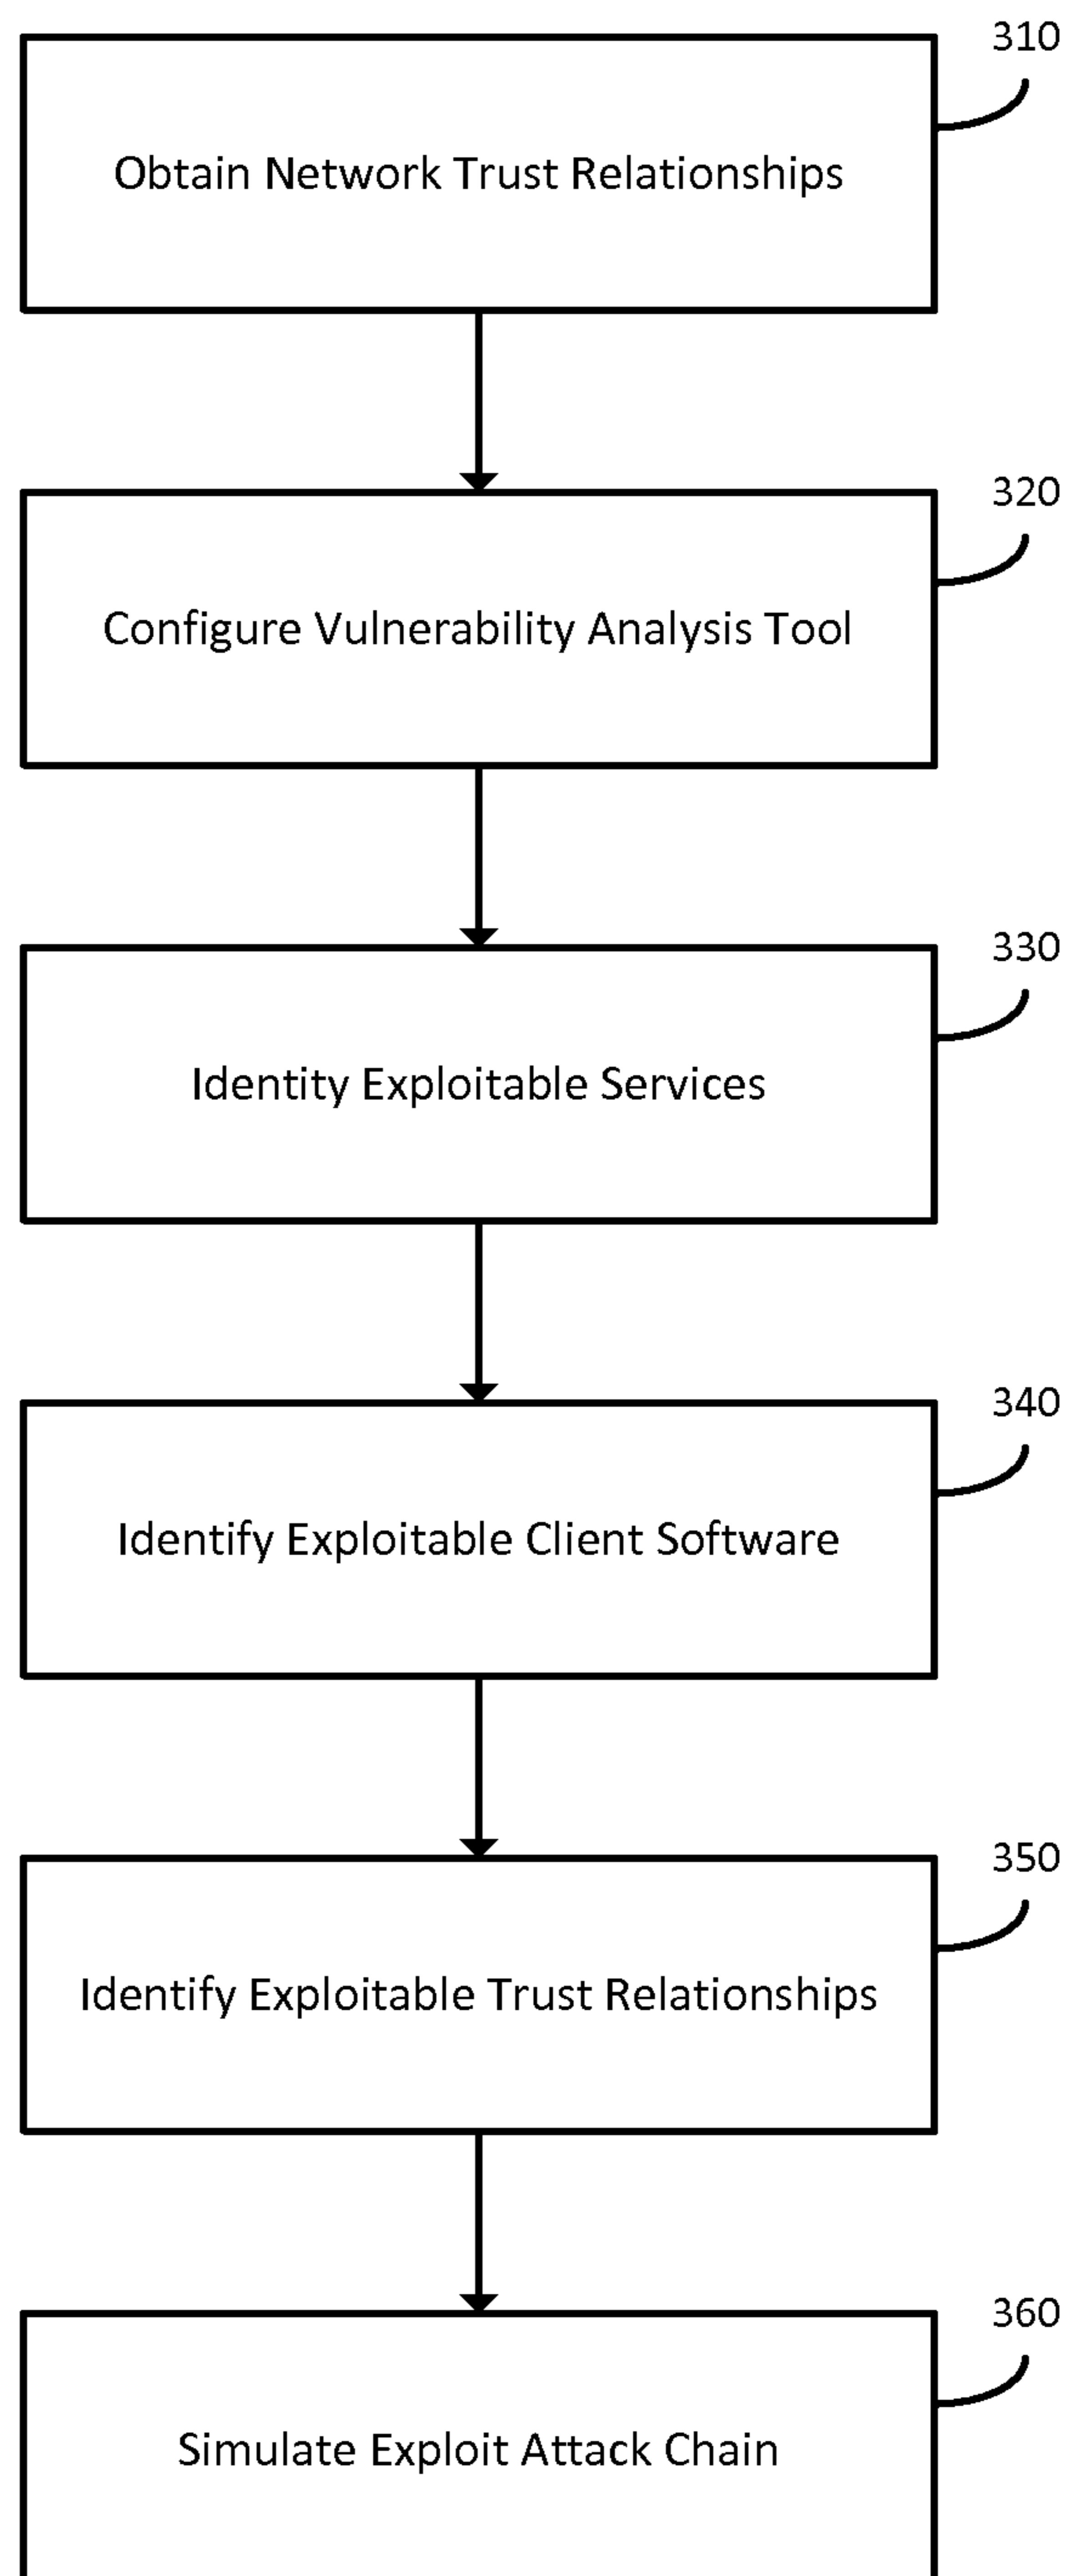 310
Obtain Network Trust Relationships
320
Configure Vulnerability Analysis Tool
330
Identity Exploitable Services
340
Identify Exploitable Client Software
350
Identify Exploitable Trust Relationships
360
Simulate Exploit Attack Chain